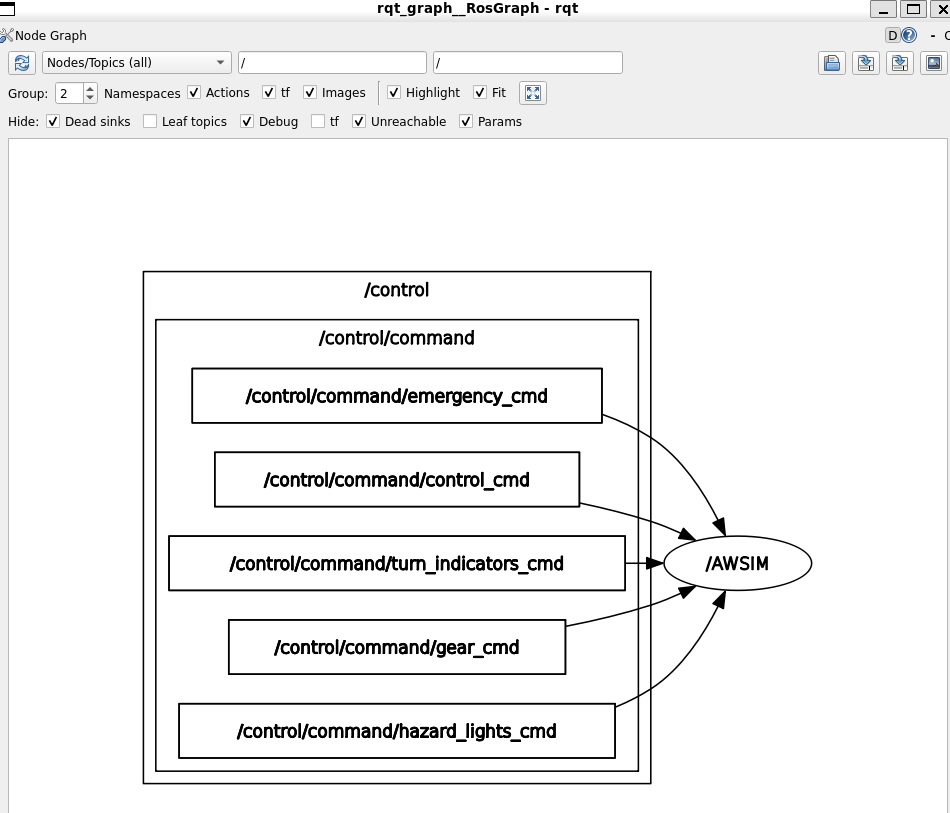 rqt_graph__RosGraph - rqt
Node Graph
D ? - C
Nodes/Topics (all) / /
Group: 2 Namespaces Actions tf Images Highlight Fit
Hide: Dead sinks Leaf topics Debug tf Unreachable Params
/control
/control/command
/control/command/emergency_cmd
/control/command/control_cmd
/control/command/turn_indicators_cmd
/AWSIM
/control/command/gear_cmd
/control/command/hazard_lights_cmd